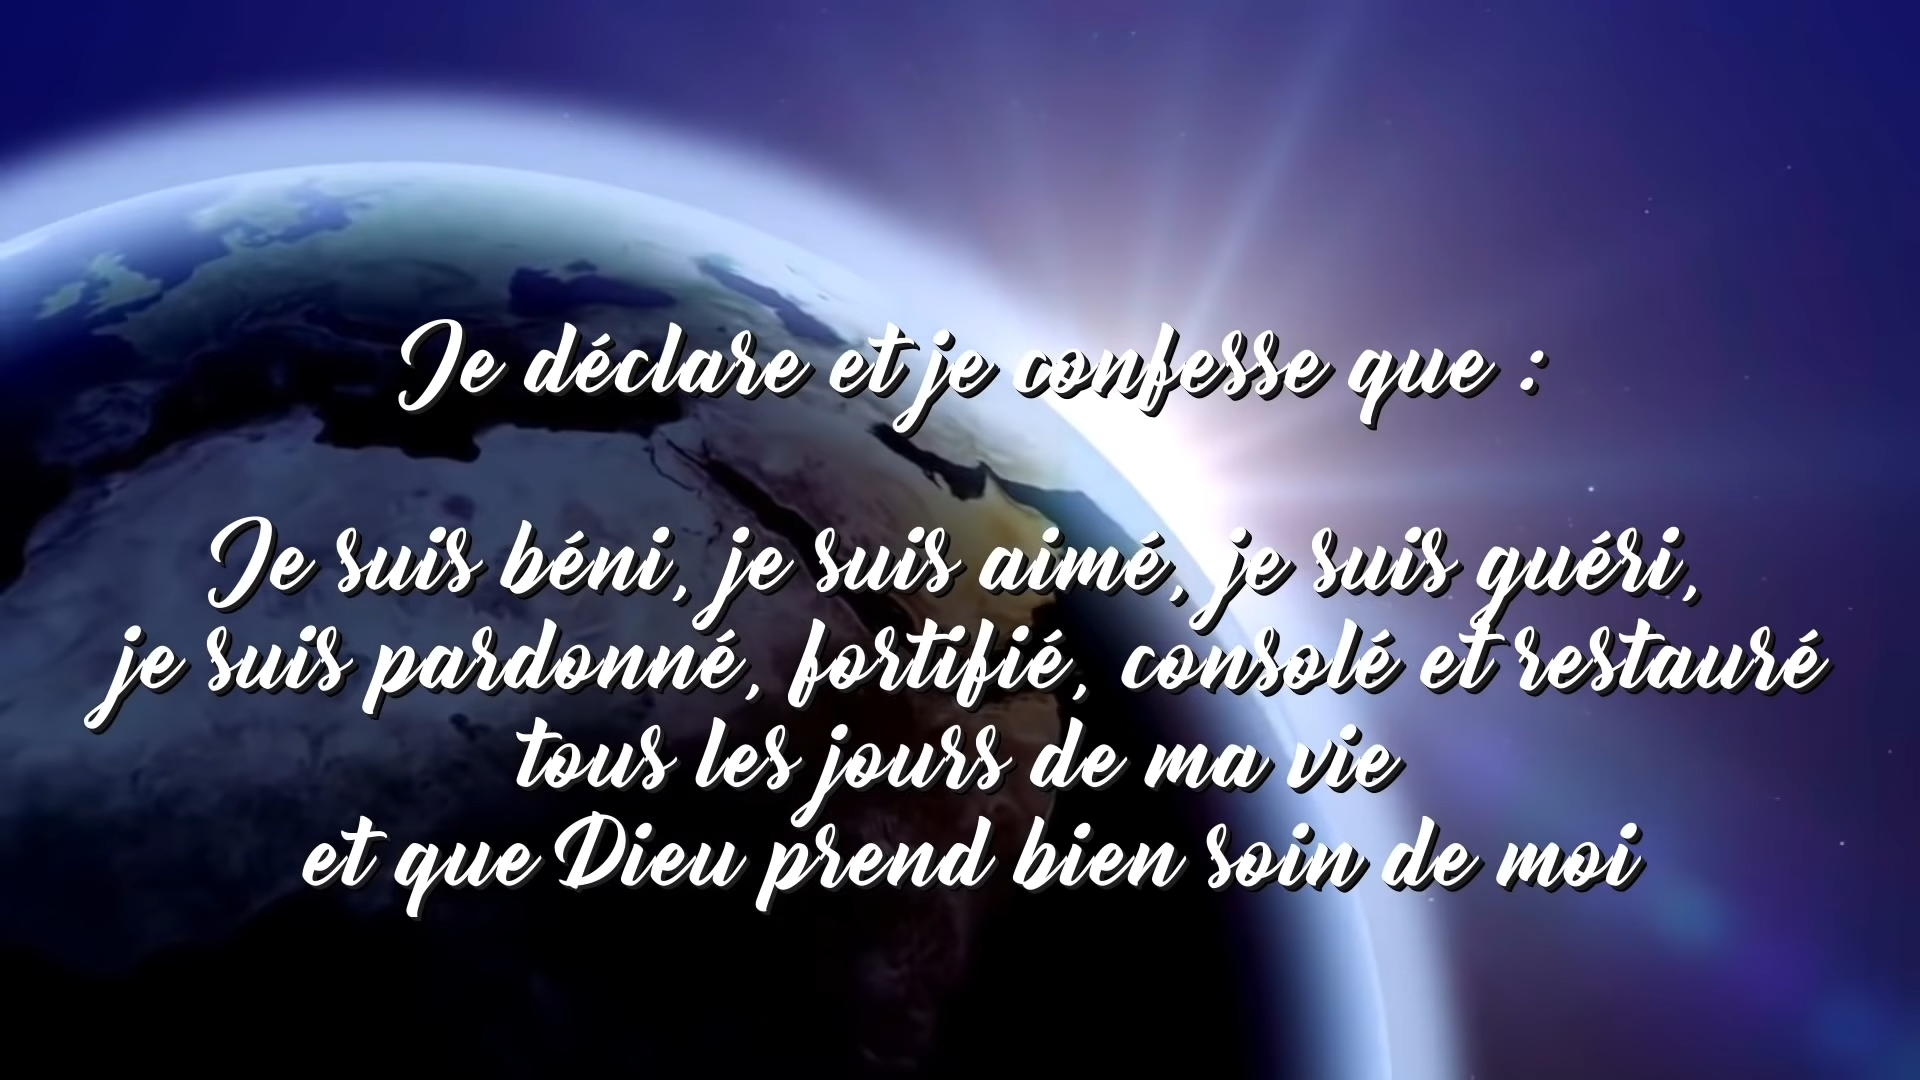 Je déclare et je confesse que :
Je suis béni, je suis aimé, je suis guéri,
je suis pardonné, fortifié, consolé et restauré
tous les jours de ma vie
et que Dieu prend bien soin de moi